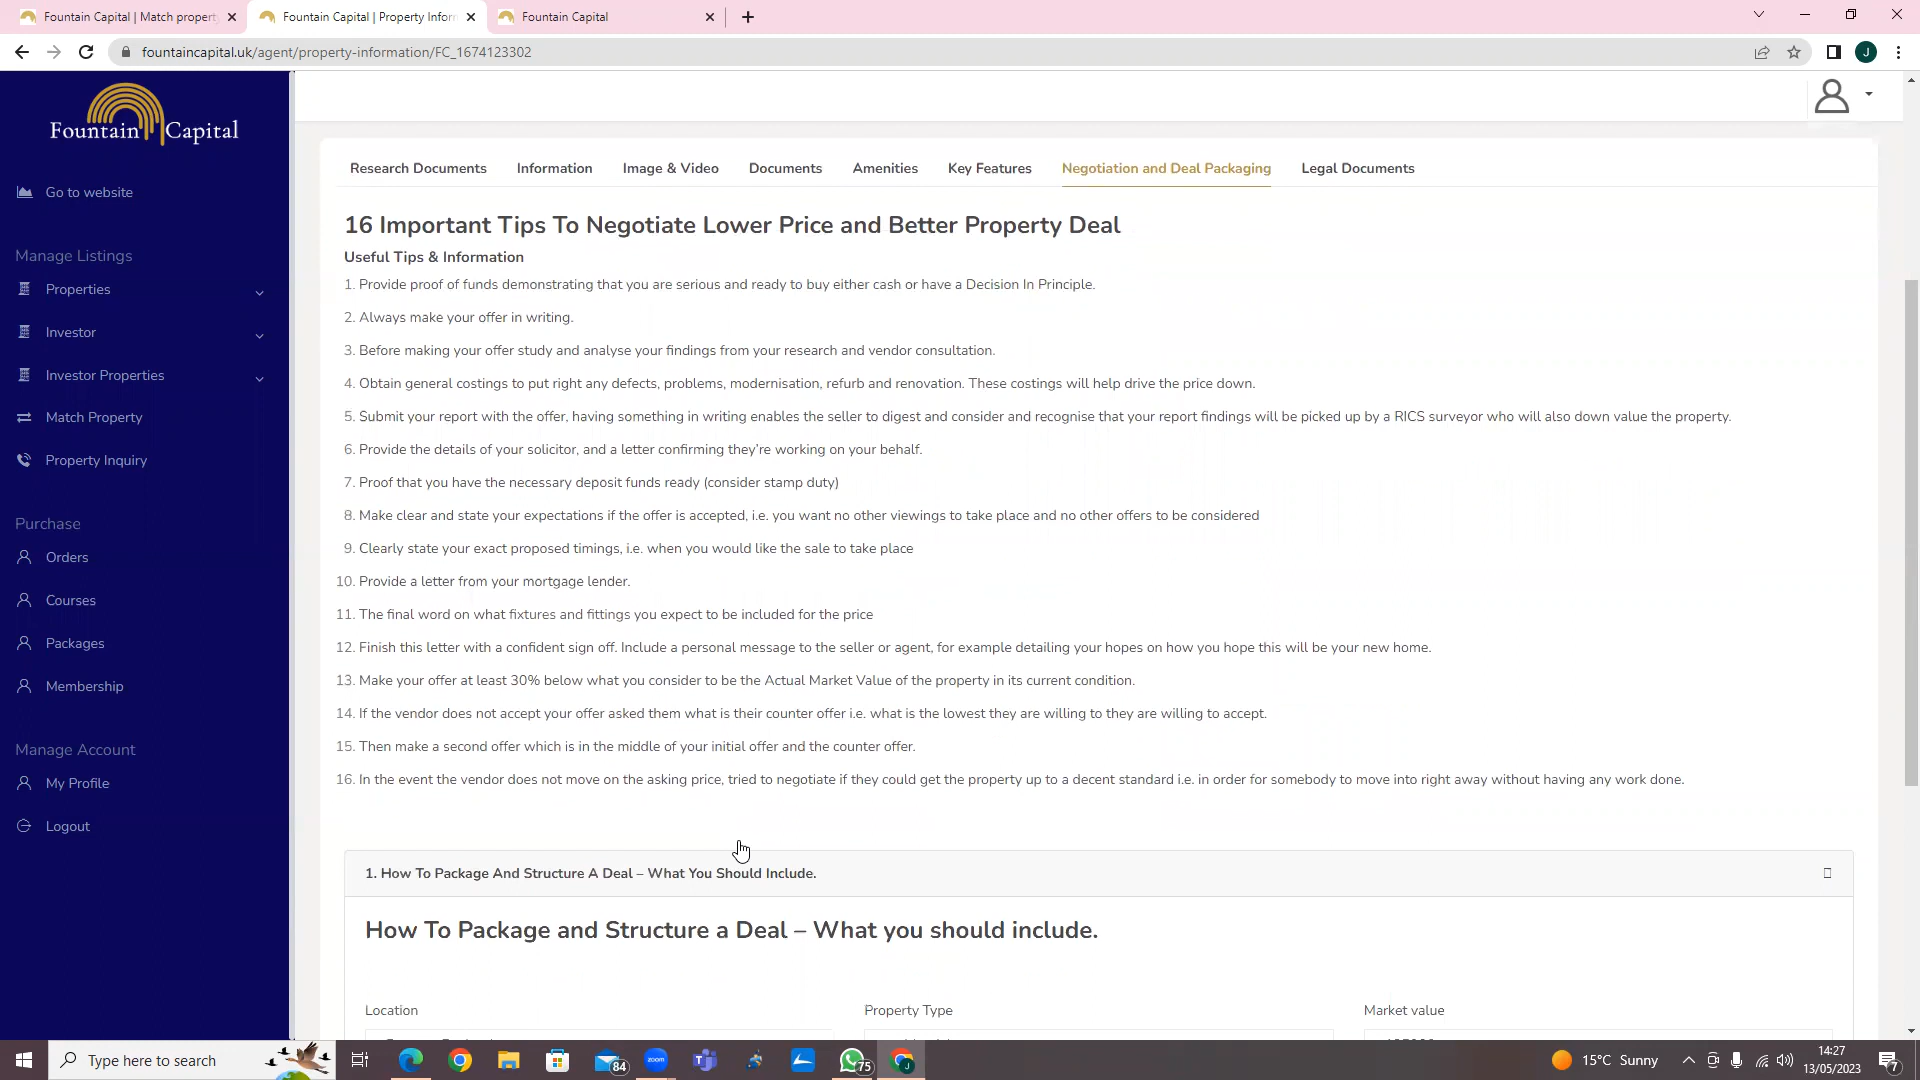 Fountain Capital | Match property
Fountain Capital | Property Inforn
Fountain Capital
fountaincapital.uk/agent/property-information/FC_1674123302
J
Fountain Capital
Go to website
Manage Listings
Properties
Investor
Investor Properties
Match Property
Property Inquiry
Purchase
Orders
Courses
Packages
Membership
Manage Account
My Profile
Logout
Research Documents
Information
Image & Video
Documents
Amenities
Key Features
Negotiation and Deal Packaging
Legal Documents
16 Important Tips To Negotiate Lower Price and Better Property Deal
Useful Tips & Information
1. Provide proof of funds demonstrating that you are serious and ready to buy either cash or have a Decision In Principle.
2. Always make your offer in writing.
3. Before making your offer study and analyse your findings from your research and vendor consultation.
4. Obtain general costings to put right any defects, problems, modernisation, refurb and renovation. These costings will help drive the price down.
5. Submit your report with the offer, having something in writing enables the seller to digest and consider and recognise that your report findings will be picked up by a RICS surveyor who will also down value the property.
6. Provide the details of your solicitor, and a letter confirming they're working on your behalf.
7. Proof that you have the necessary deposit funds ready (consider stamp duty)
8. Make clear and state your expectations if the offer is accepted, i.e. you want no other viewings to take place and no other offers to be considered
9. Clearly state your exact proposed timings, i.e. when you would like the sale to take place
10. Provide a letter from your mortgage lender.
11. The final word on what fixtures and fittings you expect to be included for the price
12. Finish this letter with a confident sign off. Include a personal message to the seller or agent, for example detailing your hopes on how you hope this will be your new home.
13. Make your offer at least 30% below what you consider to be the Actual Market Value of the property in its current condition.
14. If the vendor does not accept your offer asked them what is their counter offer i.e. what is the lowest they are willing to they are willing to accept.
15. Then make a second offer which is in the middle of your initial offer and the counter offer.
16. In the event the vendor does not move on the asking price, tried to negotiate if they could get the property up to a decent standard i.e. in order for somebody to move into right away without having any work done.
1. How To Package And Structure A Deal – What You Should Include.
How To Package and Structure a Deal – What you should include.
Location
Property Type
Market value
Type here to search
84
zoom
75
J
15°C Sunny
14:27
13/05/2023
7